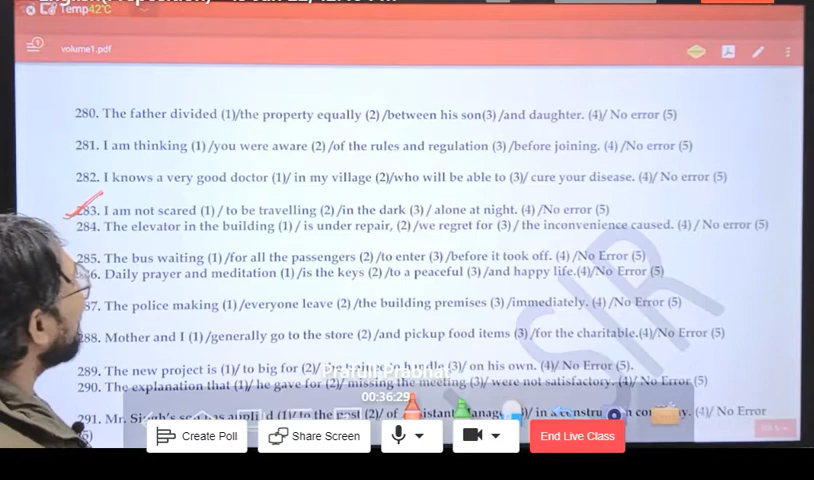 Temp42°C
volume1.pdf
280. The father divided (1)/the property equally (2) /between his son(3) /and daughter. (4)/ No error (5)
281. I am thinking (1) /you were aware (2) /of the rules and regulation (3) /before joining. (4) /No error (5)
282. I knows a very good doctor (1)/ in my village (2)/who will be able to (3)/ cure your disease. (4)/ No error (5)
283. I am not scared (1) / to be travelling (2) /in the dark (3) / alone at night. (4) /No error (5)
284. The elevator in the building (1) / is under repair, (2) /we regret for (3) / the inconvenience caused. (4) / No error (5)
285. The bus waiting (1) /for all the passengers (2) /to enter (3) /before it took off. (4) /No Error (5)
86. Daily prayer and meditation (1) /is the keys (2) /to a peaceful (3) /and happy life.(4)/No Error (5)
87. The police making (1) /everyone leave (2) /the building premises (3) /immediately. (4) /No Error (5)
288. Mother and I (1) /generally go to the store (2) /and pickup food items (3) /for the charitable.(4)/No Error (5)
289. The new project is (1)/ to big for (2)/ (3)/ on his own. (4)/ No Error (5).
Prafull Prabhat
290. The explanation that (1)/ he gave for (2)/ missing the meeting (3)/ were not satisfactory. (4)/ No Error (5)
00:36:29
291. Mr. Singh's (1)/to the post (2)/ of (3)/ in (4)/ No Error
(5)
SIR
Create Poll
Share Screen
End Live Class